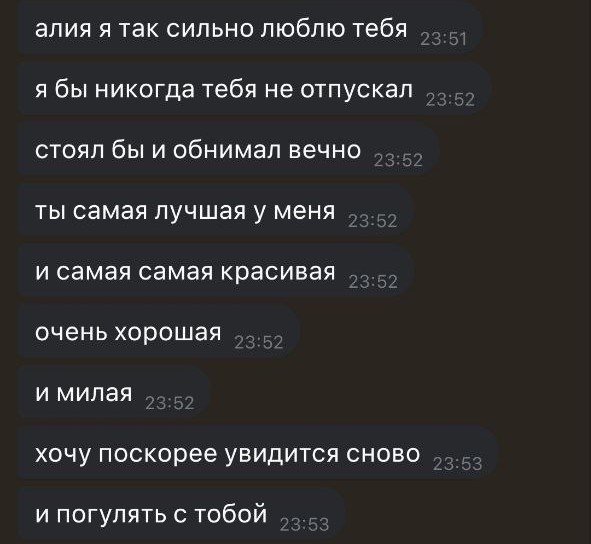 алия я так сильно люблю тебя 23:51
я бы никогда тебя не отпускал 23:52
стоял бы и обнимал вечно 23:52
ты самая лучшая у меня 23:52
и самая самая красивая 23:52
очень хорошая 23:52
и милая 23:52
хочу поскорее увидится сново 23:53
и погулять с тобой 23:53